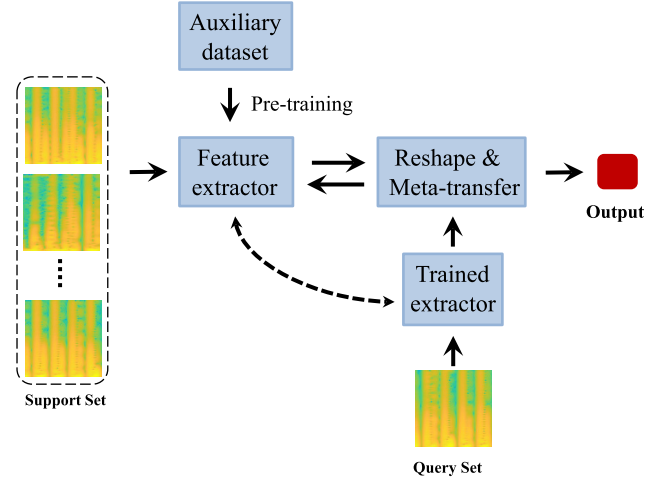 Auxiliary
dataset
Pre-training
Feature
extractor
Reshape &
Meta-transfer
Output
Trained
extractor
Support Set
Query Set